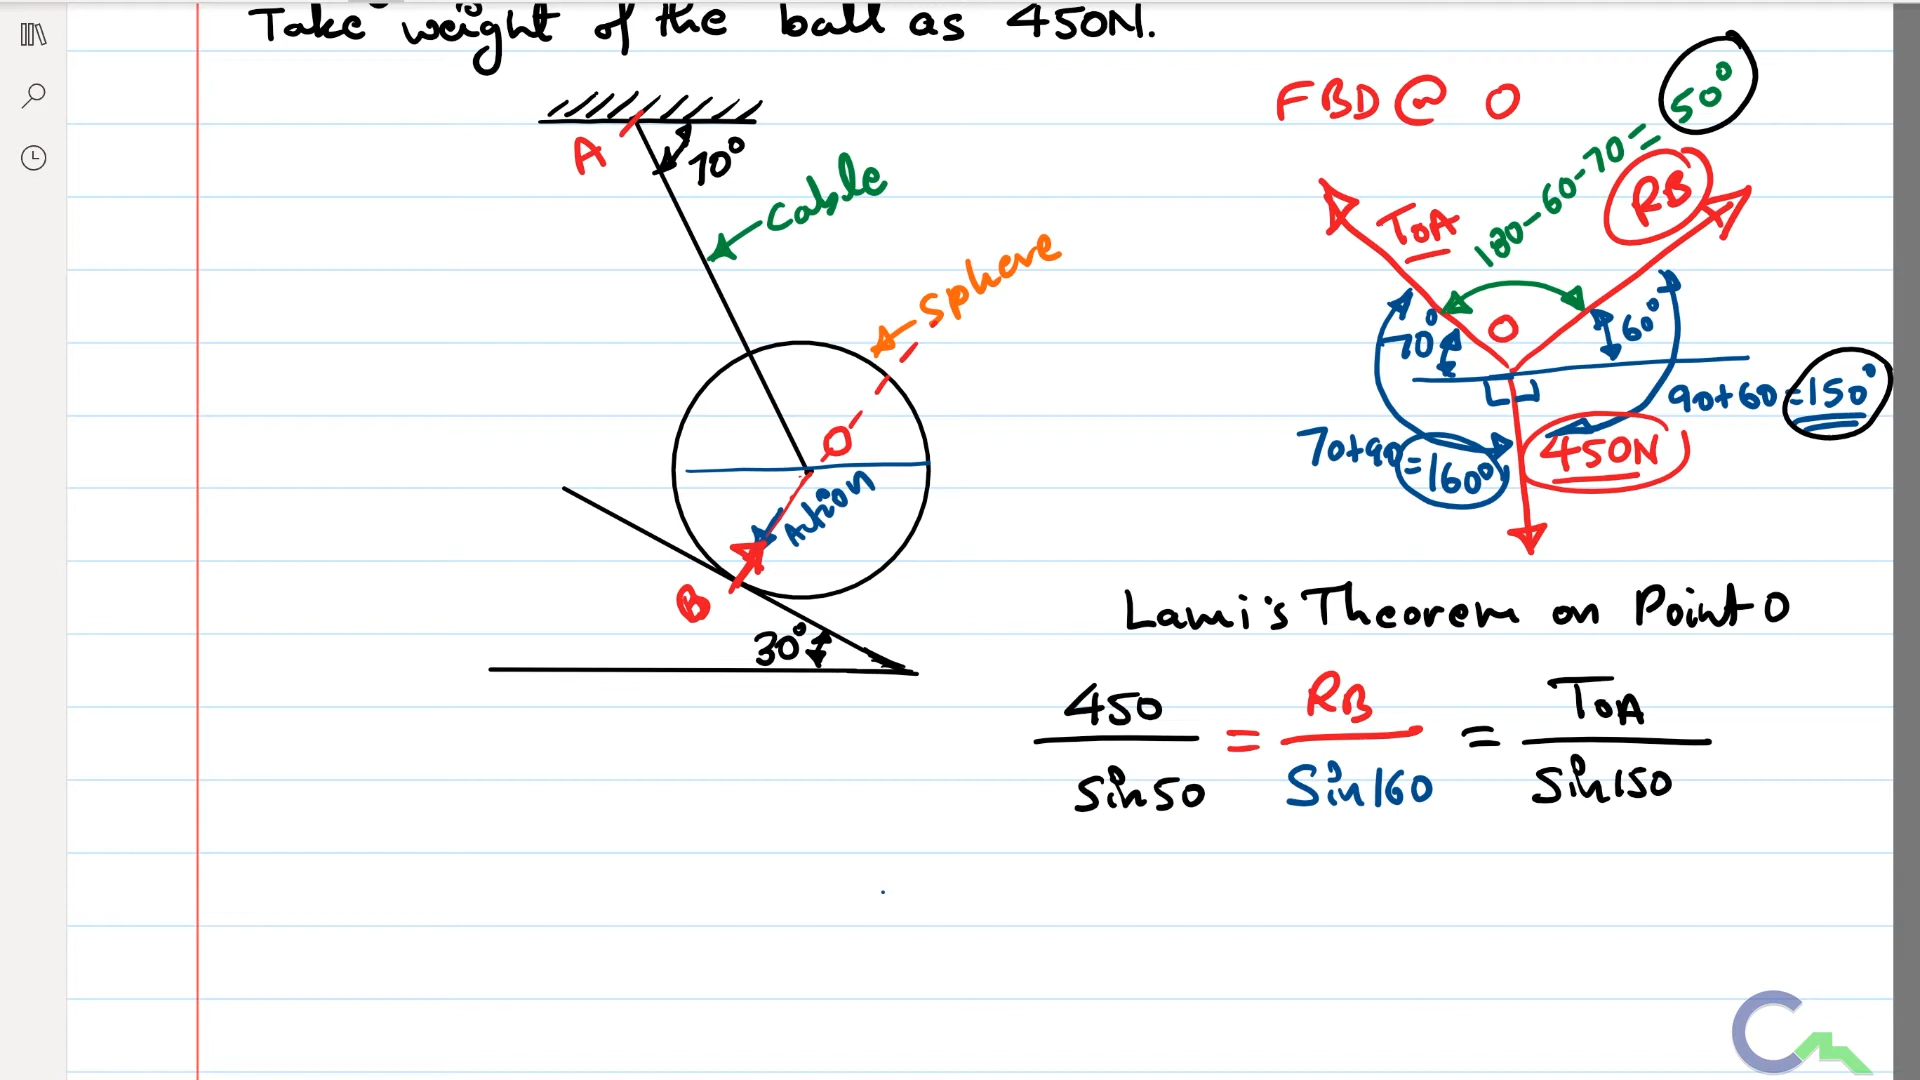 Take weight of the ball as 450N.
A
70°
cable
sphere
O
Action
B
30°
FBD @ O
180-60-70=50°
TOA
RB
70°
O
60°
90+60=150°
70+90=160°
450N
Lami's Theorem on Point O
450/Sin50 = RB/Sin160 = TOA/Sin150